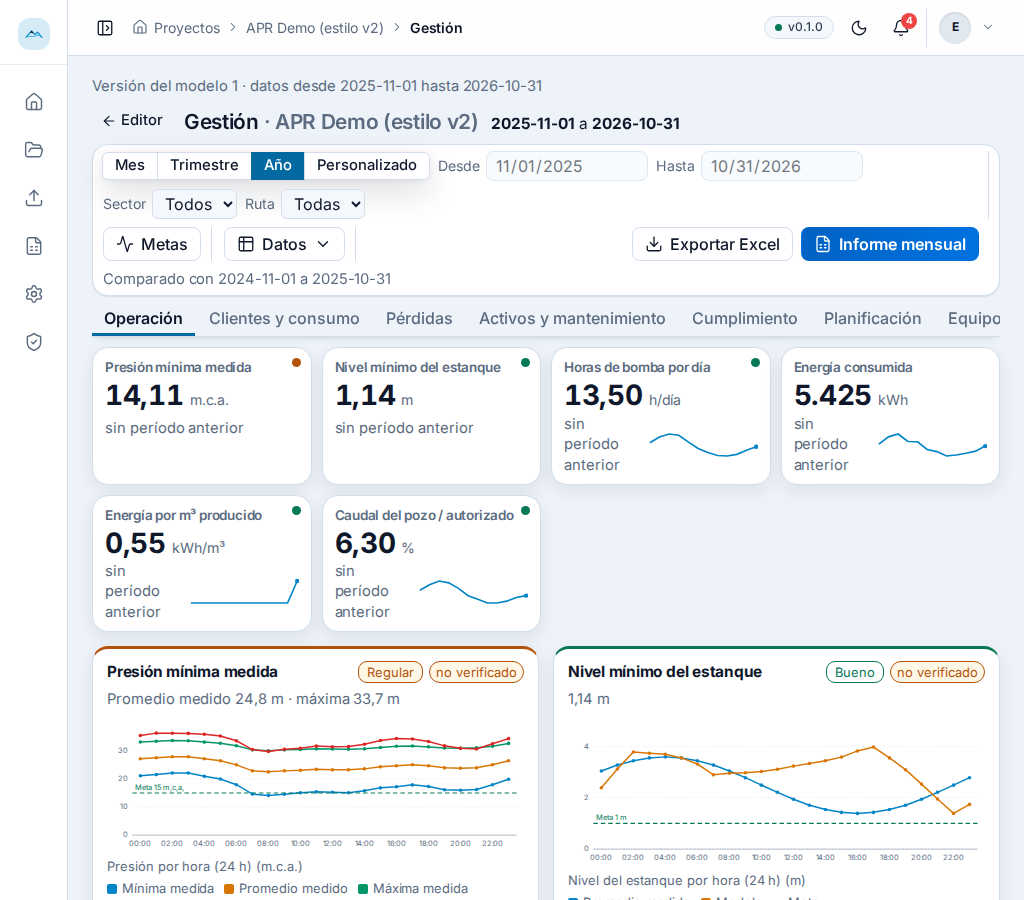 Proyectos > APR Demo (estilo v2) > Gestión
v0.1.0
4
E
Versión del modelo 1 · datos desde 2025-11-01 hasta 2026-10-31
← Editor
Gestión · APR Demo (estilo v2) 2025-11-01 a 2026-10-31
Mes Trimestre Año Personalizado Desde 11/01/2025 Hasta 10/31/2026
Sector Todos Ruta Todas
Metas Datos Exportar Excel Informe mensual
Comparado con 2024-11-01 a 2025-10-31
Operación Clientes y consumo Pérdidas Activos y mantenimiento Cumplimiento Planificación Equipo
Presión mínima medida
14,11 m.c.a.
sin período anterior
Nivel mínimo del estanque
1,14 m
sin período anterior
Horas de bomba por día
13,50 h/día
sin
período
anterior
Energía consumida
5.425 kWh
sin
período
anterior
Energía por m³ producido
0,55 kWh/m³
sin
período
anterior
Caudal del pozo / autorizado
6,30 %
sin
período
anterior
Presión mínima medida Regular no verificado
Promedio medido 24,8 m · máxima 33,7 m
30
20
Meta 15 m.c.a.
10
0
00:00 02:00 04:00 06:00 08:00 10:00 12:00 14:00 16:00 18:00 20:00 22:00
Presión por hora (24 h) (m.c.a.)
Mínima medida Promedio medido Máxima medida
Nivel mínimo del estanque Bueno no verificado
1,14 m
4
2
Meta 1 m
0
00:00 02:00 04:00 06:00 08:00 10:00 12:00 14:00 16:00 18:00 20:00 22:00
Nivel del estanque por hora (24 h) (m)